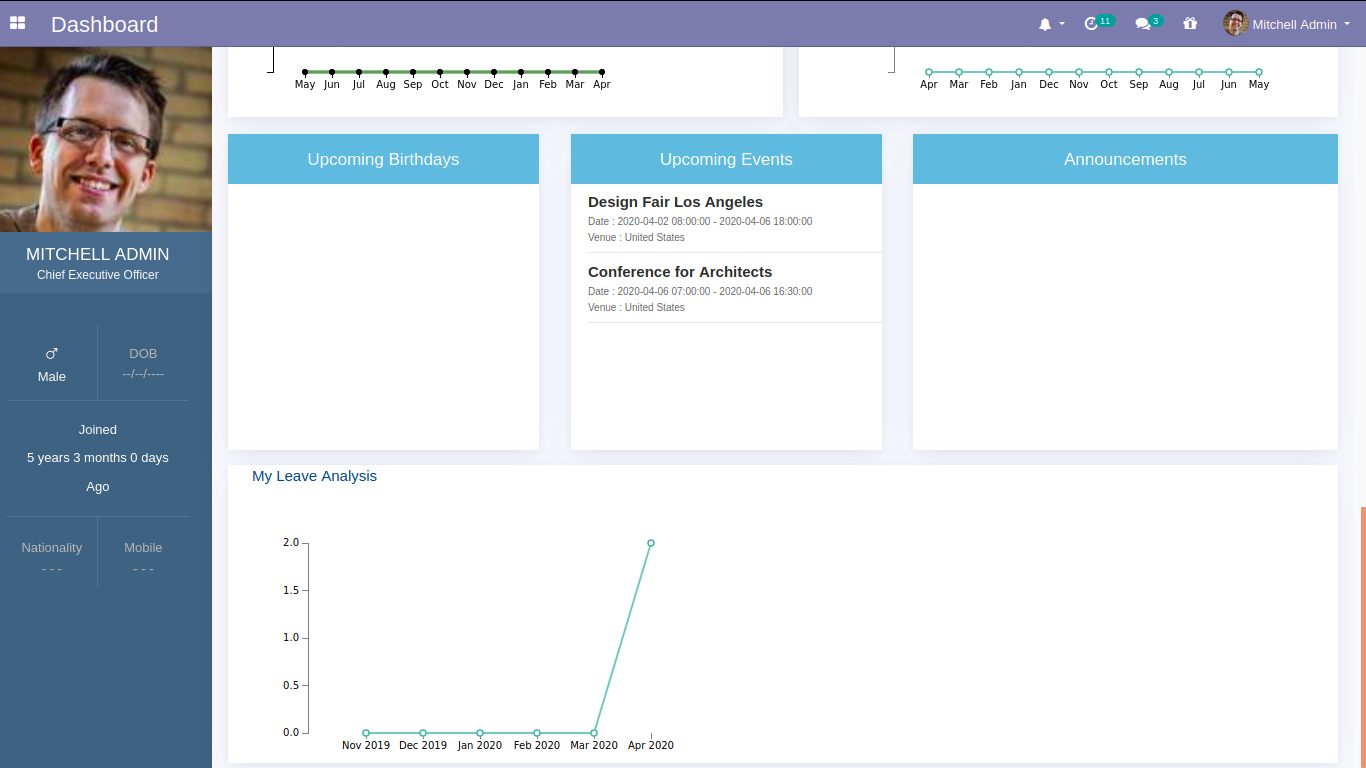 Dashboard
11
3
Mitchell Admin
May Jun Jul Aug Sep Oct Nov Dec Jan Feb Mar Apr
Apr Mar Feb Jan Dec Nov Oct Sep Aug Jul Jun May
MITCHELL ADMIN
Chief Executive Officer
Male
DOB
--/--/----
Joined
5 years 3 months 0 days
Ago
Nationality
- - -
Mobile
- - -
Upcoming Birthdays
Upcoming Events
Design Fair Los Angeles
Date : 2020-04-02 08:00:00 - 2020-04-06 18:00:00
Venue : United States
Conference for Architects
Date : 2020-04-06 07:00:00 - 2020-04-06 16:30:00
Venue : United States
Announcements
My Leave Analysis
2.0
1.5
1.0
0.5
0.0
Nov 2019 Dec 2019 Jan 2020 Feb 2020 Mar 2020 Apr 2020